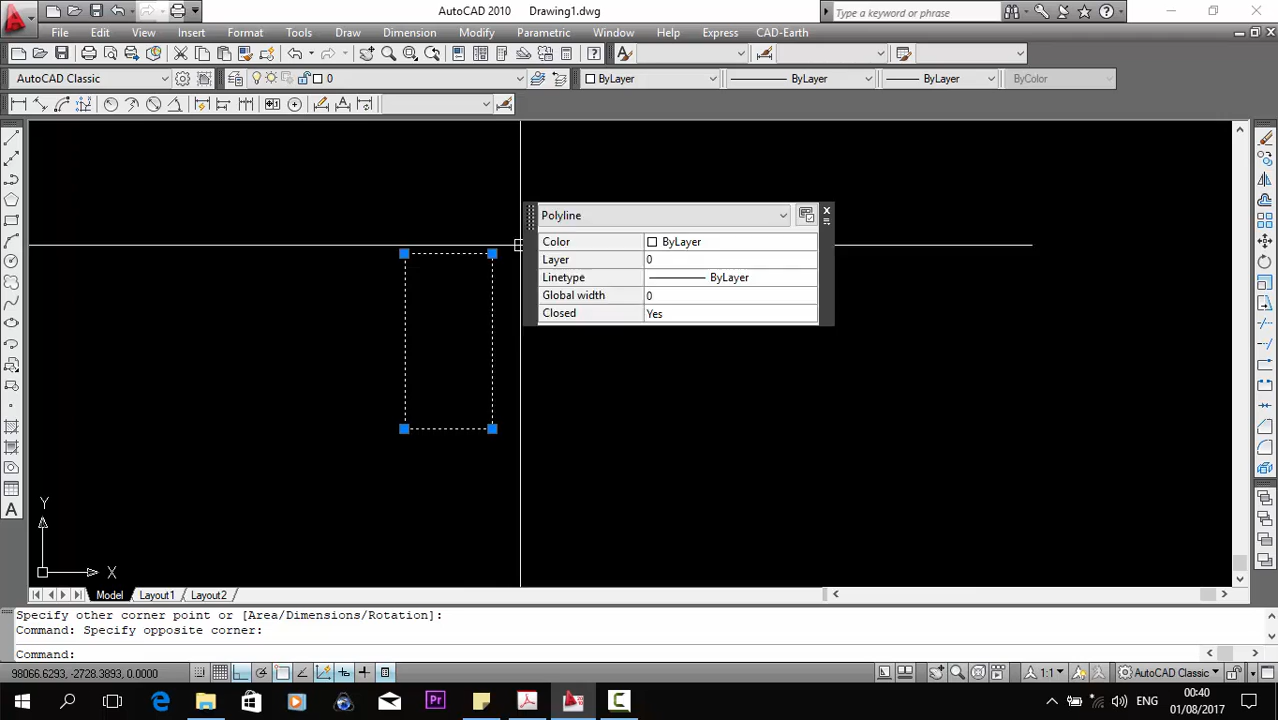 AutoCAD 2010 Drawing1.dwg
Type a keyword or phrase
File Edit View Insert Format Tools Draw Dimension Modify Parametric Window Help Express CAD-Earth
AutoCAD Classic
0
ByLayer
ByLayer
ByLayer
ByColor
Polyline
Color ByLayer
Layer 0
Linetype ByLayer
Global width 0
Closed Yes
Y
X
Model Layout1 Layout2
Specify other corner point or [Area/Dimensions/Rotation]:
Command: Specify opposite corner:
Command:
98066.6293, -2728.3893, 0.0000
1:1
AutoCAD Classic
Pr
ENG
00:40
01/08/2017